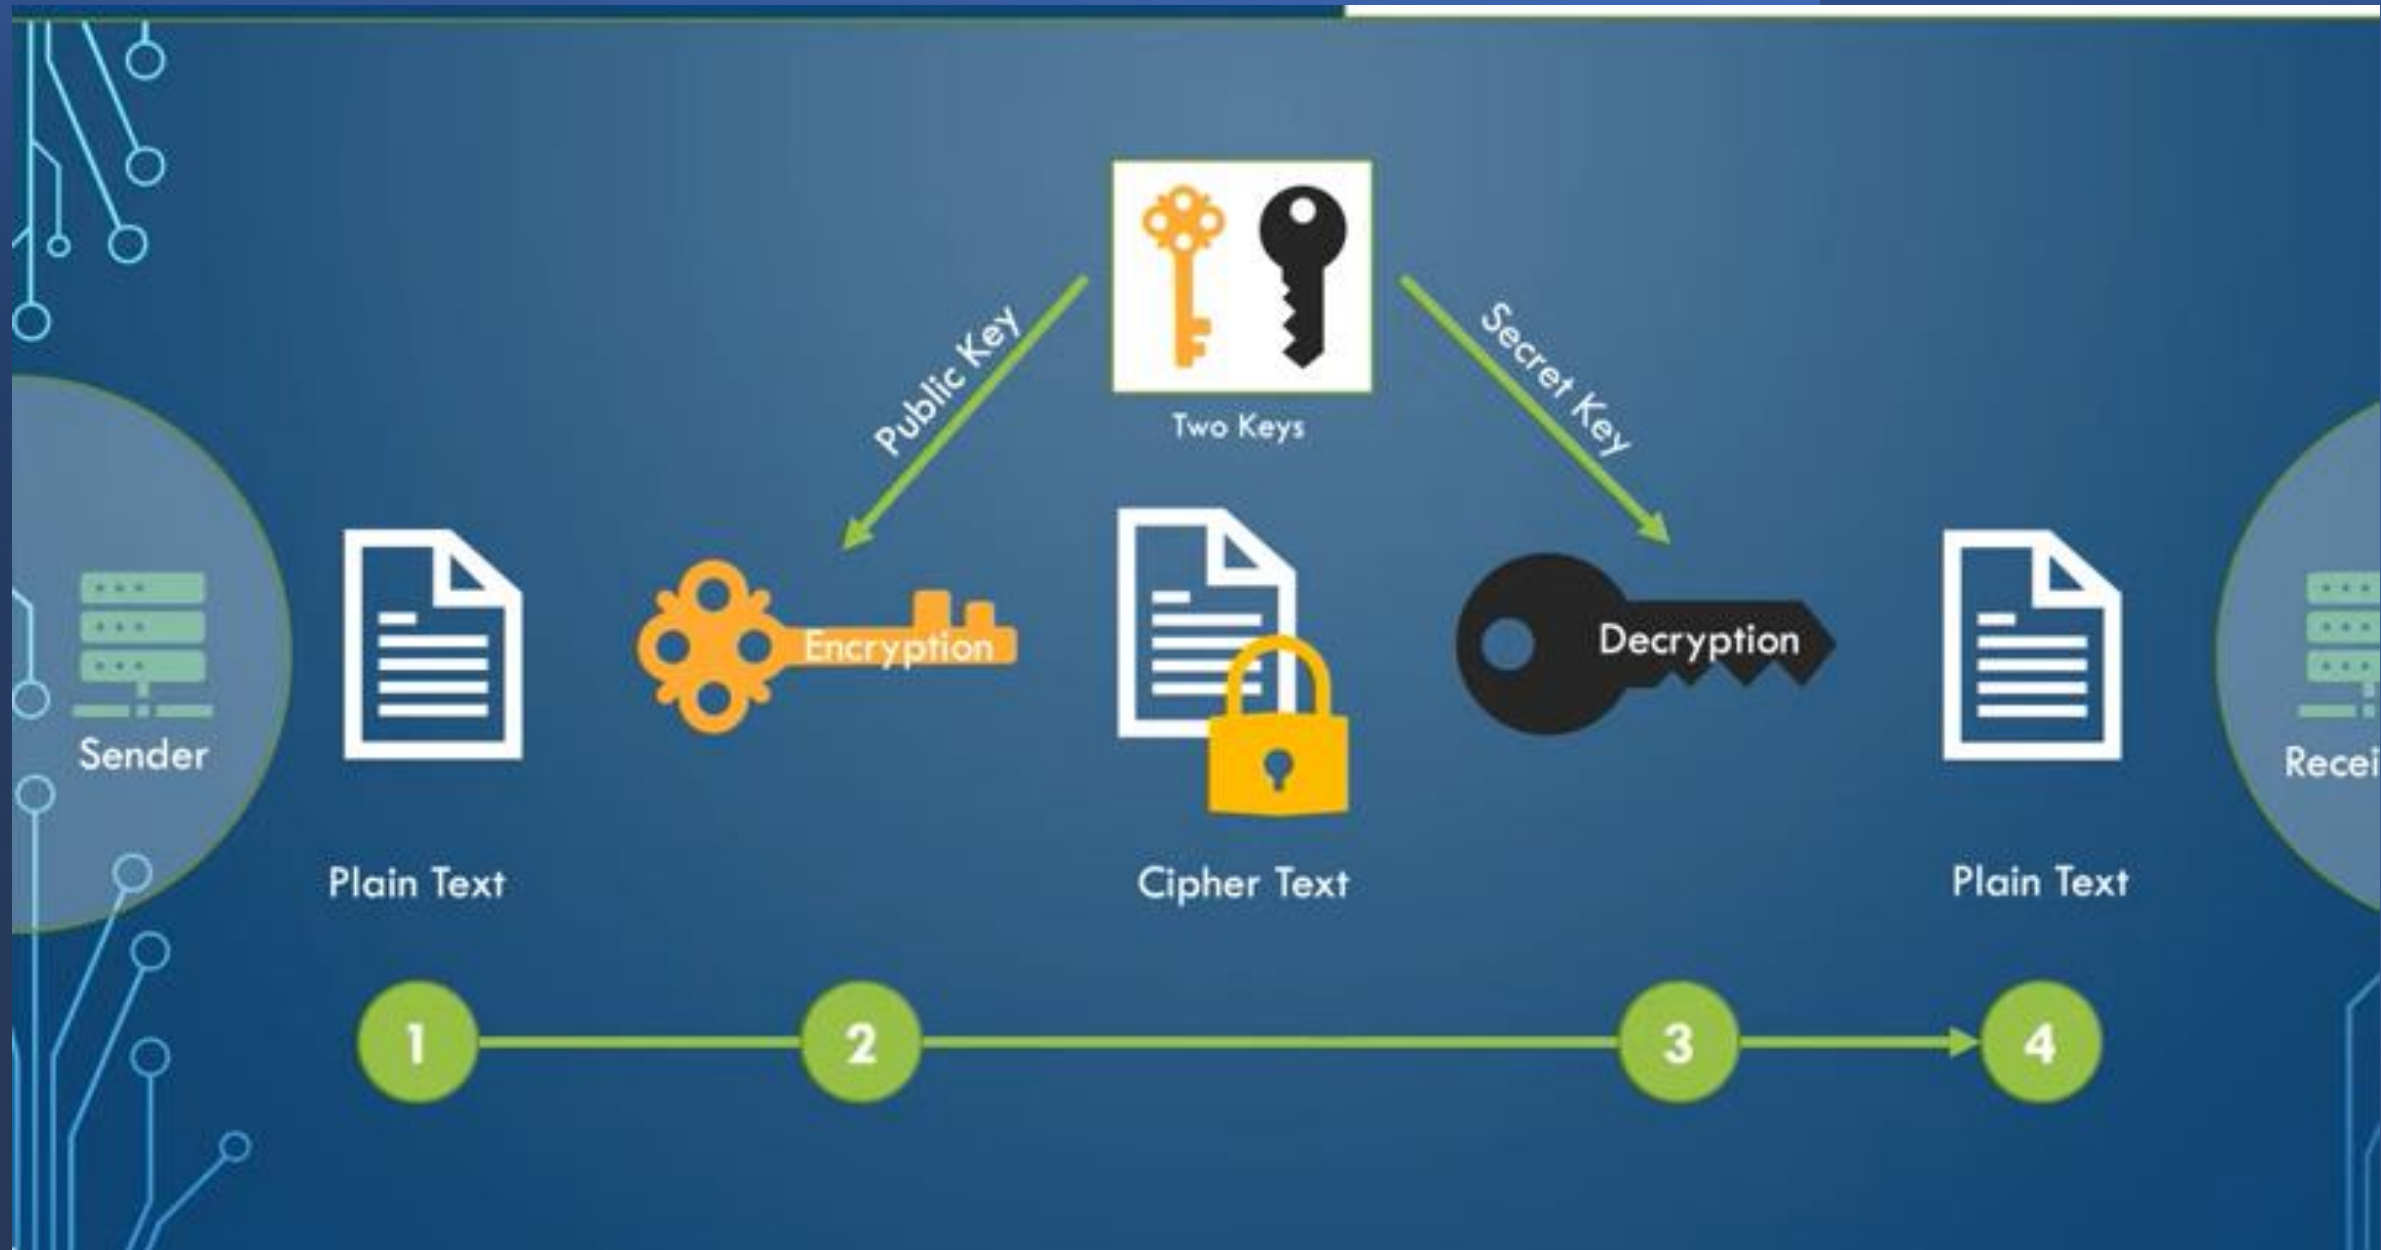 Two Keys
Public Key
Secret Key
Encryption
Decryption
Sender
Recei
Plain Text
Cipher Text
Plain Text
1
2
3
4